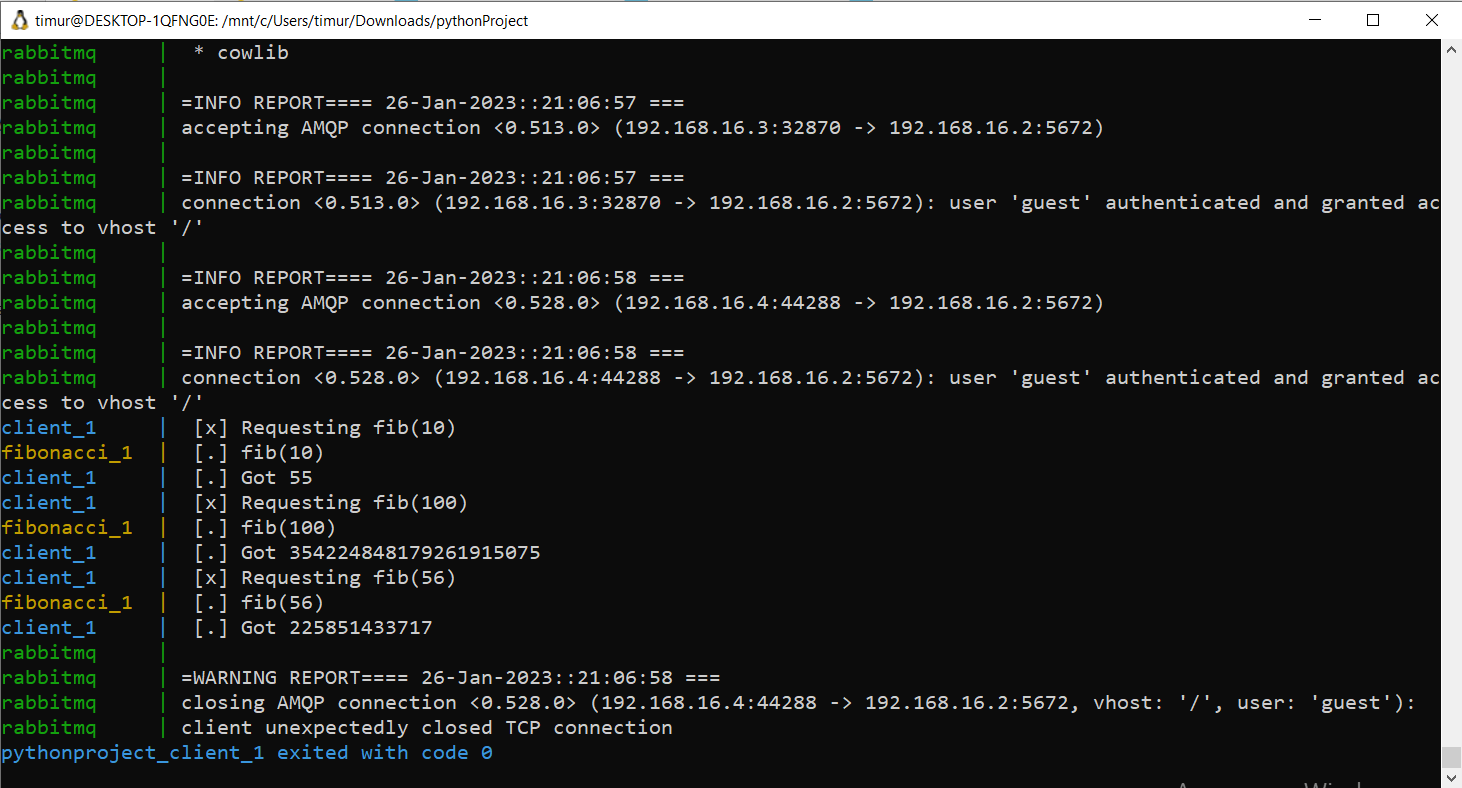 timur@DESKTOP-1QFNG0E: /mnt/c/Users/timur/Downloads/pythonProject
rabbitmq | * cowlib
rabbitmq |
rabbitmq | =INFO REPORT==== 26-Jan-2023::21:06:57 ===
rabbitmq | accepting AMQP connection <0.513.0> (192.168.16.3:32870 -> 192.168.16.2:5672)
rabbitmq |
rabbitmq | =INFO REPORT==== 26-Jan-2023::21:06:57 ===
rabbitmq | connection <0.513.0> (192.168.16.3:32870 -> 192.168.16.2:5672): user 'guest' authenticated and granted ac
cess to vhost '/'
rabbitmq |
rabbitmq | =INFO REPORT==== 26-Jan-2023::21:06:58 ===
rabbitmq | accepting AMQP connection <0.528.0> (192.168.16.4:44288 -> 192.168.16.2:5672)
rabbitmq |
rabbitmq | =INFO REPORT==== 26-Jan-2023::21:06:58 ===
rabbitmq | connection <0.528.0> (192.168.16.4:44288 -> 192.168.16.2:5672): user 'guest' authenticated and granted ac
cess to vhost '/'
client_1 | [x] Requesting fib(10)
fibonacci_1 | [.] fib(10)
client_1 | [.] Got 55
client_1 | [x] Requesting fib(100)
fibonacci_1 | [.] fib(100)
client_1 | [.] Got 354224848179261915075
client_1 | [x] Requesting fib(56)
fibonacci_1 | [.] fib(56)
client_1 | [.] Got 225851433717
rabbitmq |
rabbitmq | =WARNING REPORT==== 26-Jan-2023::21:06:58 ===
rabbitmq | closing AMQP connection <0.528.0> (192.168.16.4:44288 -> 192.168.16.2:5672, vhost: '/', user: 'guest'):
rabbitmq | client unexpectedly closed TCP connection
pythonproject_client_1 exited with code 0